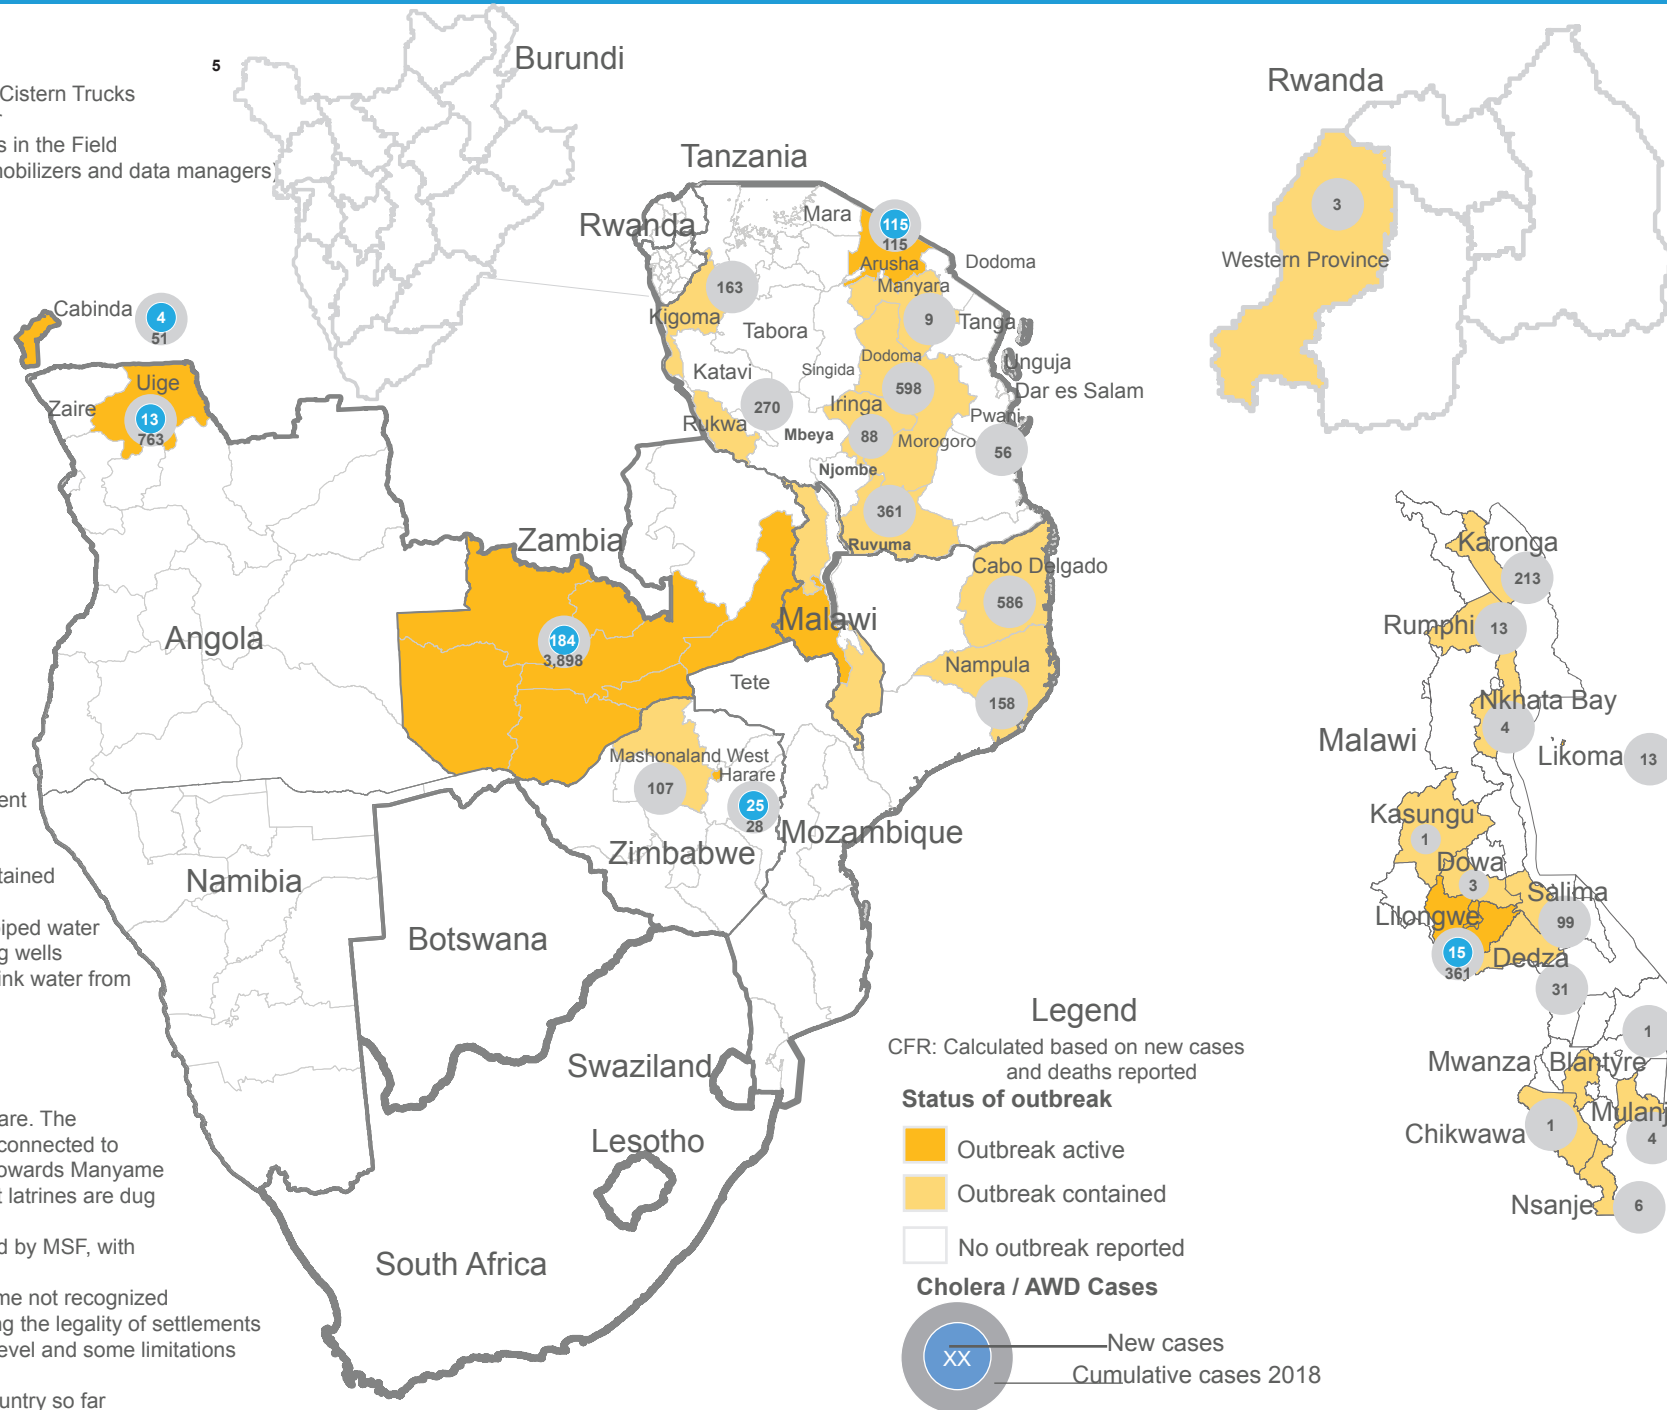 5
Burundi
Cistern Trucks
s in the Field
mobilizers and data managers)
Rwanda
3
Western Province
Tanzania
Rwanda
Mara
115
115
Arusha
Dodoma
Manyara
163
Kigoma
9
Tanga
Tabora
Unguja
Dodoma
Katavi
Singida
598
Dar es Salam
270
Iringa
Pwani
Rukwa
Mbeya
88
Morogoro
56
Njombe
361
Ruvuma
Cabinda
4
51
Uige
Zaire
13
763
Zambia
Cabo Delgado
586
Angola
184
3,898
Malawi
Nampula
Tete
158
Mashonaland West
Harare
107
25
28
Mozambique
Zimbabwe
Namibia
Botswana
Swaziland
Lesotho
South Africa
Karonga
213
Rumphi
13
Nkhata Bay
4
Malawi
Likoma
13
Kasungu
1
Dowa
3
Salima
Lilongwe
99
15
361
Dedza
31
1
Mwanza
Blantyre
Mulanj
Chikwawa
1
4
Nsanje
6
ent
tained
iped water
g wells
ink water from
are. The
connected to
owards Manyame
t latrines are dug
d by MSF, with
me not recognized
ng the legality of settlements
evel and some limitations
untry so far
Legend
CFR: Calculated based on new cases
and deaths reported
Status of outbreak
Outbreak active
Outbreak contained
No outbreak reported
Cholera / AWD Cases
XX
New cases
Cumulative cases 2018